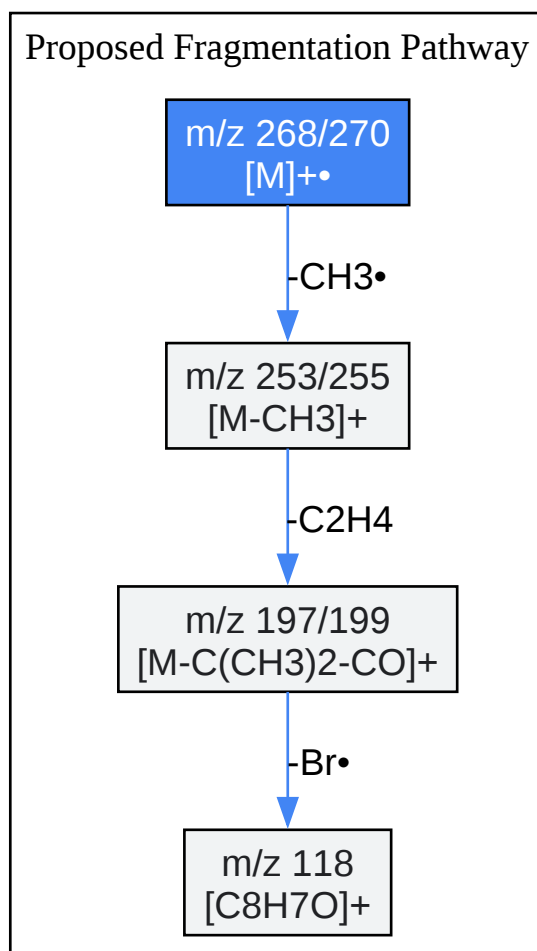 Proposed Fragmentation Pathway
m/z 268/270
[M]+•
-CH3•
m/z 253/255
[M-CH3]+
-C2H4
m/z 197/199
[M-C(CH3)2-CO]+
-Br•
m/z 118
[C8H7O]+